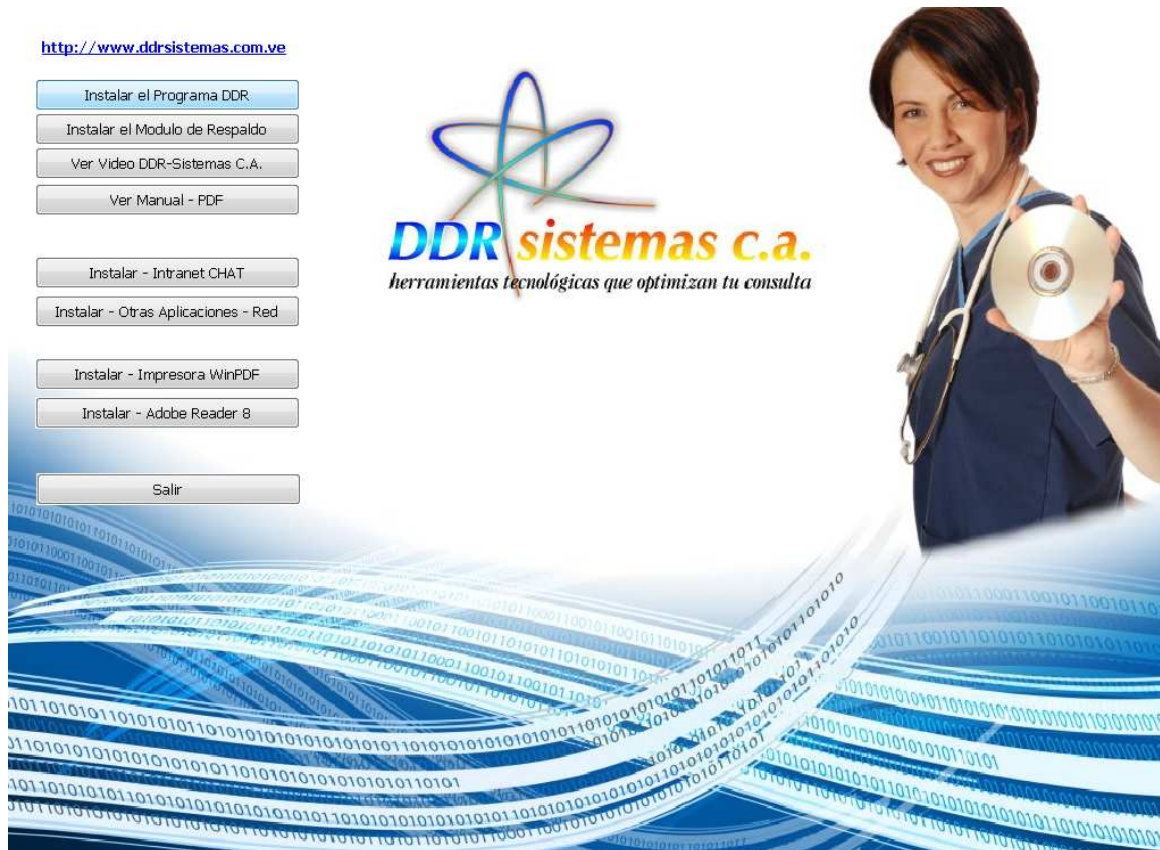 http://www.ddrsistemas.com.ve
Instalar el Programa DDR
Instalar el Modulo de Respaldo
Ver Video DDR-Sistemas C.A.
Ver Manual - PDF
Instalar - Intranet CHAT
Instalar - Otras Aplicaciones - Red
Instalar - Impresora WinPDF
Instalar - Adobe Reader 8
Salir
DDR sistemas c.a.
herramientas tecnológicas que optimizan tu consulta